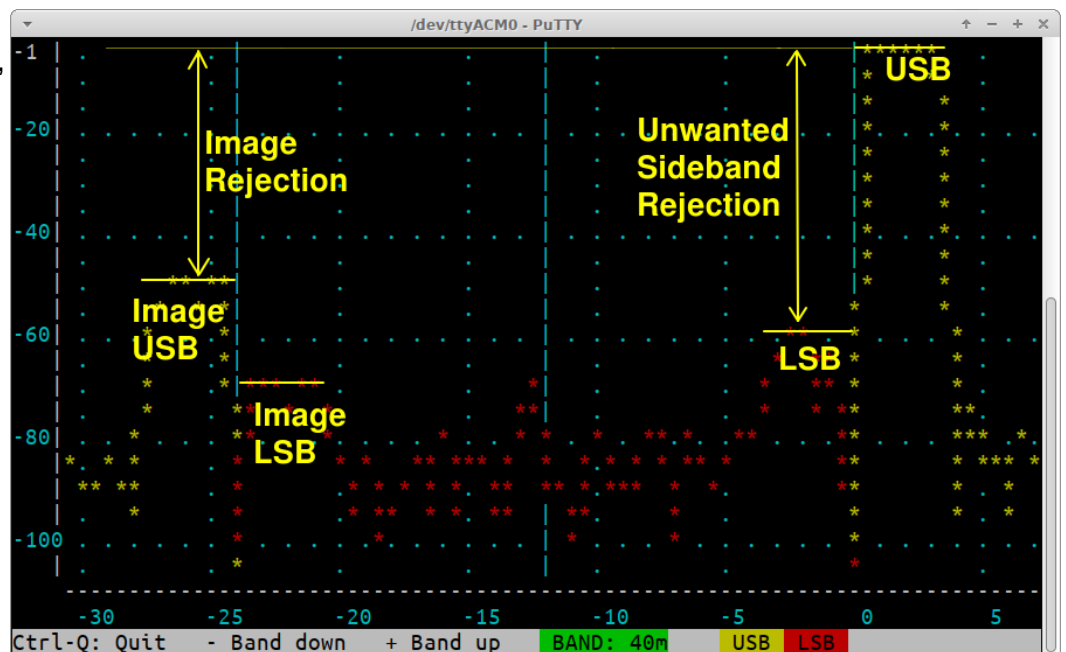 /dev/ttyACM0 - PuTTY
-1
USB
-20
Image
Rejection
Unwanted
Sideband
Rejection
-40
Image
USB
-60
LSB
Image
LSB
-80
-100
-30 -25 -20 -15 -10 -5 0 5
Ctrl-Q: Quit - Band down + Band up BAND: 40m USB LSB